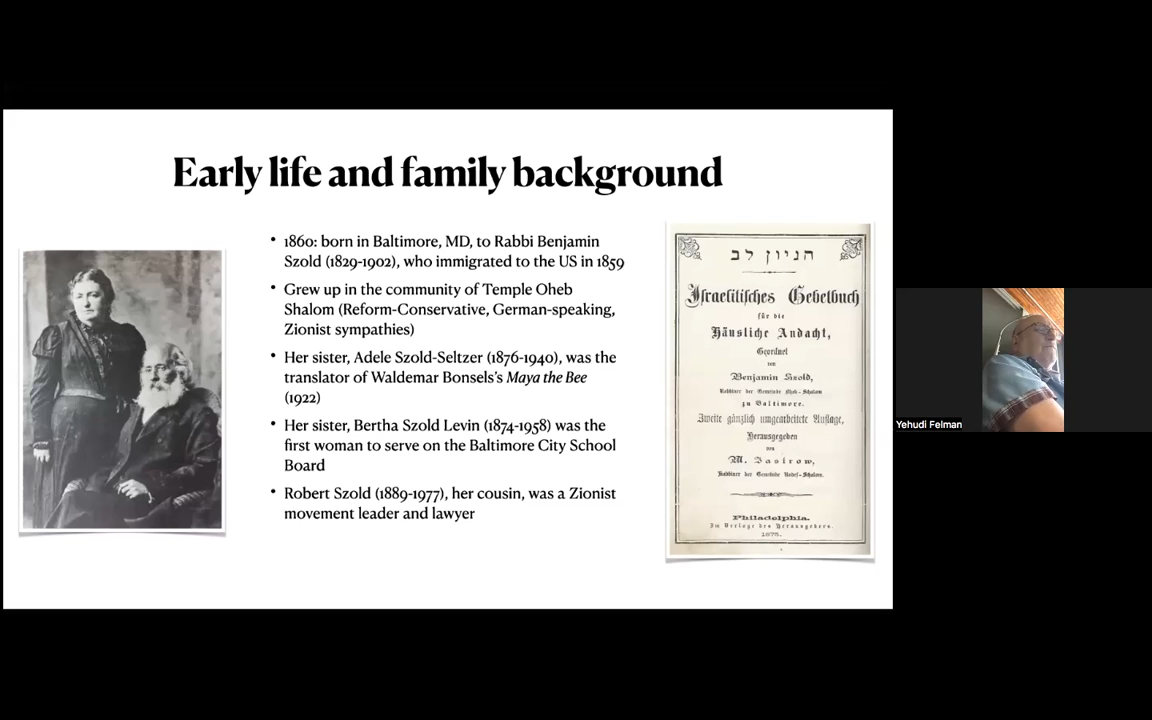 Early life and family background
• 1860: born in Baltimore, MD, to Rabbi Benjamin
Szold (1829-1902), who immigrated to the US in 1859
• Grew up in the community of Temple Oheb
Shalom (Reform-Conservative, German-speaking,
Zionist sympathies)
• Her sister, Adele Szold-Seltzer (1876-1940), was the
translator of Waldemar Bonsels's Maya the Bee
(1922)
• Her sister, Bertha Szold Levin (1874-1958) was the
first woman to serve on the Baltimore City School
Board
• Robert Szold (1889-1977), her cousin, was a Zionist
movement leader and lawyer
הגיון לב
Israelitisches Gebetbuch
für die
Häusliche Andacht,
Geordnet
von
Benjamin Szold,
Rabbiner der Gemeinde Oheb-Schalom
zu Baltimore.
Zweite gänzlich umgearbeitete Auflage,
Herausgegeben
von
M. Jastrow,
Rabbiner der Gemeinde Rodef-Schalom.
Philadelphia.
Im Verlage des Herausgebers.
1875.
Yehudi Felman